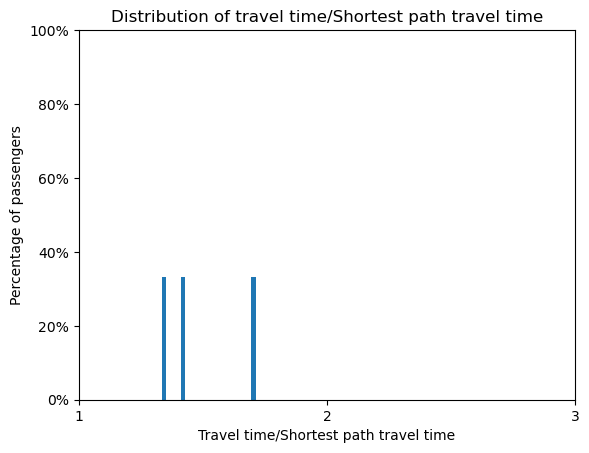 Distribution of travel time/Shortest path travel time
100%
80%
60%
40%
20%
0%
Percentage of passengers
1 2 3
Travel time/Shortest path travel time